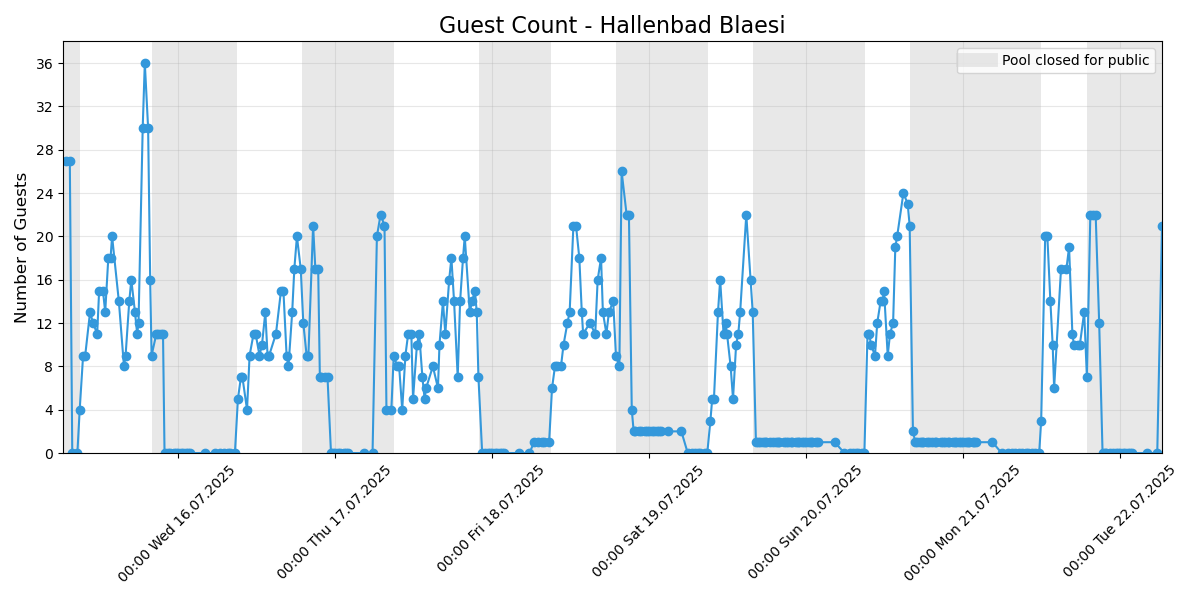 Guest Count - Hallenbad Blaesi
Pool closed for public
Number of Guests
36
32
28
24
20
16
12
8
4
0
00:00 Wed 16.07.2025
00:00 Thu 17.07.2025
00:00 Fri 18.07.2025
00:00 Sat 19.07.2025
00:00 Sun 20.07.2025
00:00 Mon 21.07.2025
00:00 Tue 22.07.2025